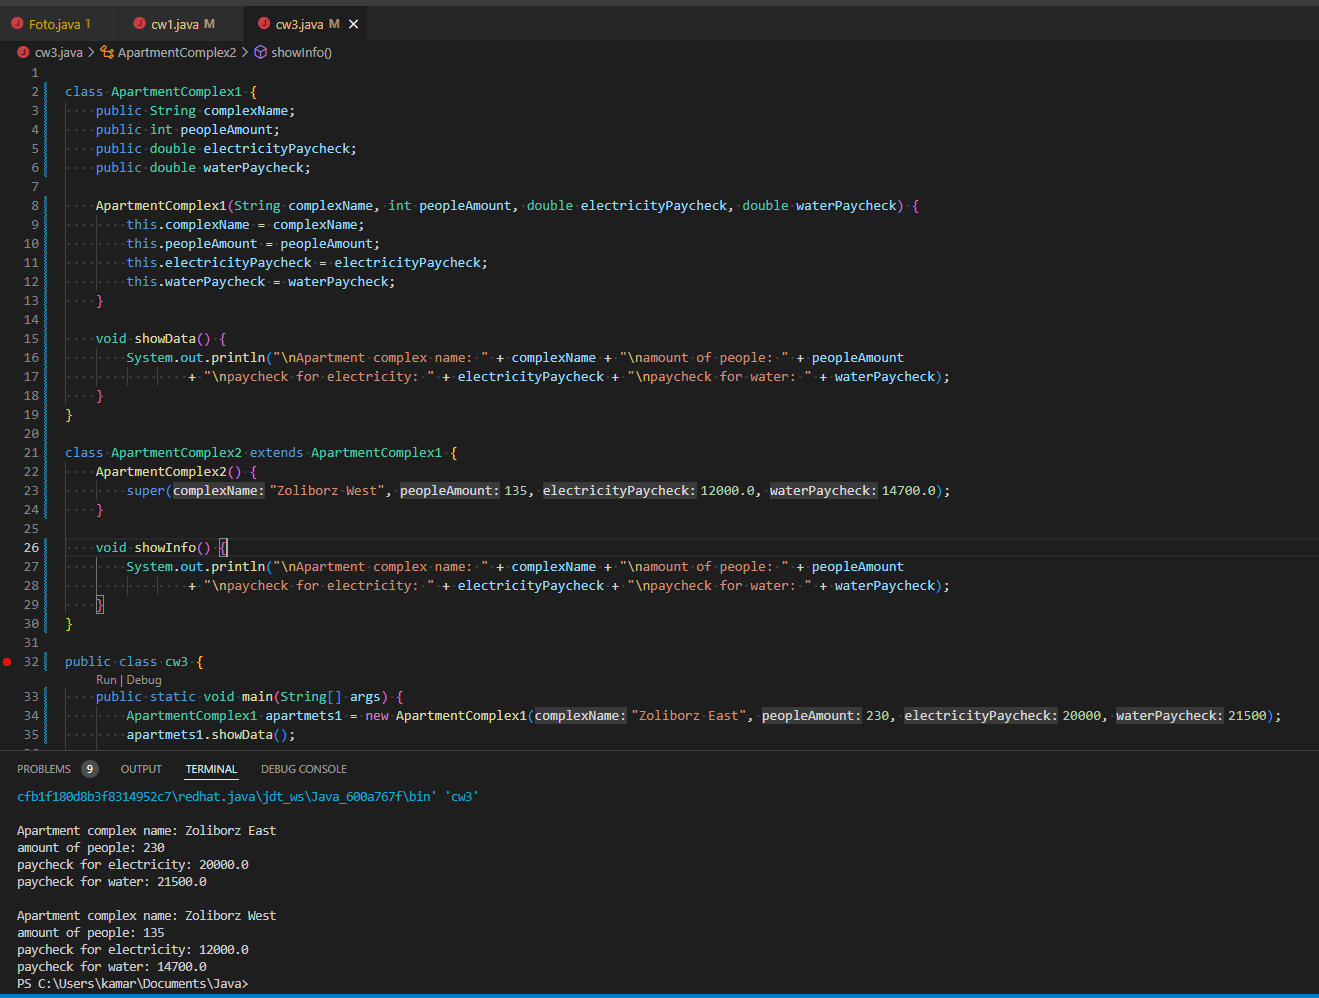 Foto.java 1 cw1.java M cw3.java M
cw3.java > ApartmentComplex2 > showInfo()
1
2 class ApartmentComplex1 {
3 public String complexName;
4 public int peopleAmount;
5 public double electricityPaycheck;
6 public double waterPaycheck;
7
8 ApartmentComplex1(String complexName, int peopleAmount, double electricityPaycheck, double waterPaycheck) {
9 this.complexName = complexName;
10 this.peopleAmount = peopleAmount;
11 this.electricityPaycheck = electricityPaycheck;
12 this.waterPaycheck = waterPaycheck;
13 }
14
15 void showData() {
16 System.out.println("\nApartment complex name: " + complexName + "\namount of people: " + peopleAmount
17 + "\npaycheck for electricity: " + electricityPaycheck + "\npaycheck for water: " + waterPaycheck);
18 }
19 }
20
21 class ApartmentComplex2 extends ApartmentComplex1 {
22 ApartmentComplex2() {
23 super(complexName: "Zoliborz West", peopleAmount: 135, electricityPaycheck: 12000.0, waterPaycheck: 14700.0);
24 }
25
26 void showInfo() {
27 System.out.println("\nApartment complex name: " + complexName + "\namount of people: " + peopleAmount
28 + "\npaycheck for electricity: " + electricityPaycheck + "\npaycheck for water: " + waterPaycheck);
29 }
30 }
31
32 public class cw3 {
Run | Debug
33 public static void main(String[] args) {
34 ApartmentComplex1 apartmets1 = new ApartmentComplex1(complexName: "Zoliborz East", peopleAmount: 230, electricityPaycheck: 20000, waterPaycheck: 21500);
35 apartmets1.showData();
PROBLEMS 9 OUTPUT TERMINAL DEBUG CONSOLE
cfb1f180d8b3f8314952c7\redhat.java\jdt_ws\Java_600a767f\bin' 'cw3'
Apartment complex name: Zoliborz East
amount of people: 230
paycheck for electricity: 20000.0
paycheck for water: 21500.0
Apartment complex name: Zoliborz West
amount of people: 135
paycheck for electricity: 12000.0
paycheck for water: 14700.0
PS C:\Users\kamar\Documents\Java>